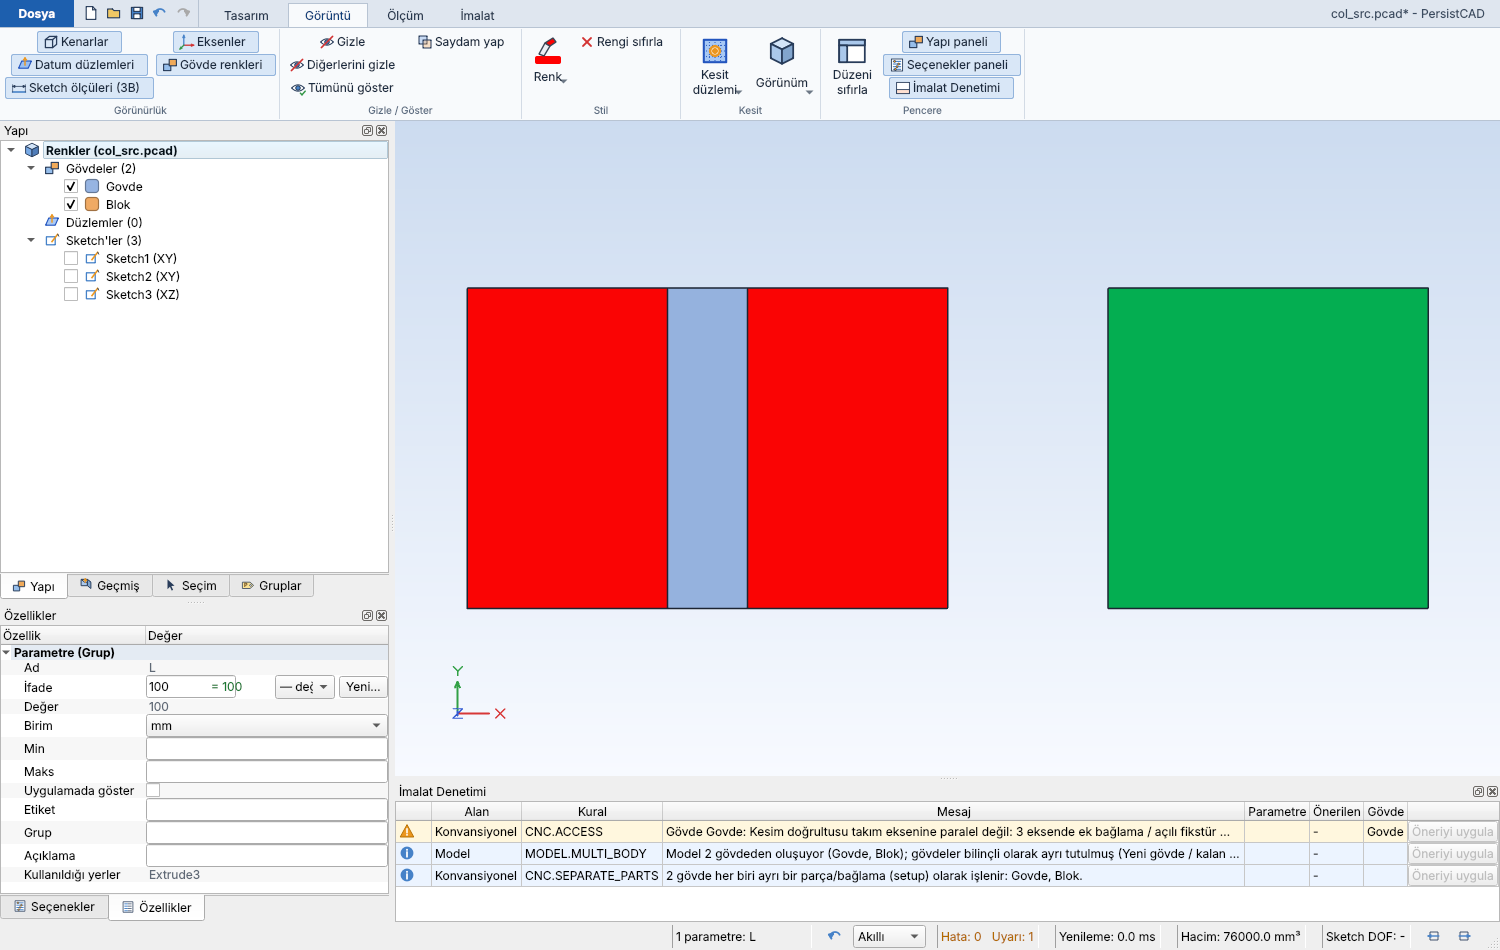 Dosya
Tasarım
Görüntü
Ölçüm
İmalat
col_src.pcad* - PersistCAD
Kenarlar
Eksenler
Datum düzlemleri
Gövde renkleri
Sketch ölçüleri (3B)
Görünürlük
Gizle
Saydam yap
Diğerlerini gizle
Tümünü göster
Gizle / Göster
Renk
Rengi sıfırla
Stil
Kesit
düzlemi
Görünüm
Kesit
Düzeni
sıfırla
Yapı paneli
Seçenekler paneli
İmalat Denetimi
Pencere
Yapı
Renkler (col_src.pcad)
Gövdeler (2)
Govde
Blok
Düzlemler (0)
Sketch'ler (3)
Sketch1 (XY)
Sketch2 (XY)
Sketch3 (XZ)
Yapı
Geçmiş
Seçim
Gruplar
Özellikler
Özellik Değer
Parametre (Grup)
Ad L
İfade 100 = 100 Yeni...
Değer 100
Birim mm
Min
Maks
Uygulamada göster
Etiket
Grup
Açıklama
Kullanıldığı yerler Extrude3
Seçenekler
Özellikler
Y
Z
X
İmalat Denetimi
Alan Kural Mesaj Parametre Önerilen Gövde
Konvansiyonel CNC.ACCESS Gövde Govde: Kesim doğrultusu takım eksenine paralel değil: 3 eksende ek bağlama / açılı fikstür ... - Govde Öneriyi uygula
Model MODEL.MULTI_BODY Model 2 gövdeden oluşuyor (Govde, Blok); gövdeler bilinçli olarak ayrı tutulmuş (Yeni gövde / kalan ... - Öneriyi uygula
Konvansiyonel CNC.SEPARATE_PARTS 2 gövde her biri ayrı bir parça/bağlama (setup) olarak işlenir: Govde, Blok. - Öneriyi uygula
1 parametre: L
Akıllı
Hata: 0 Uyarı: 1
Yenileme: 0.0 ms
Hacim: 76000.0 mm³
Sketch DOF: -